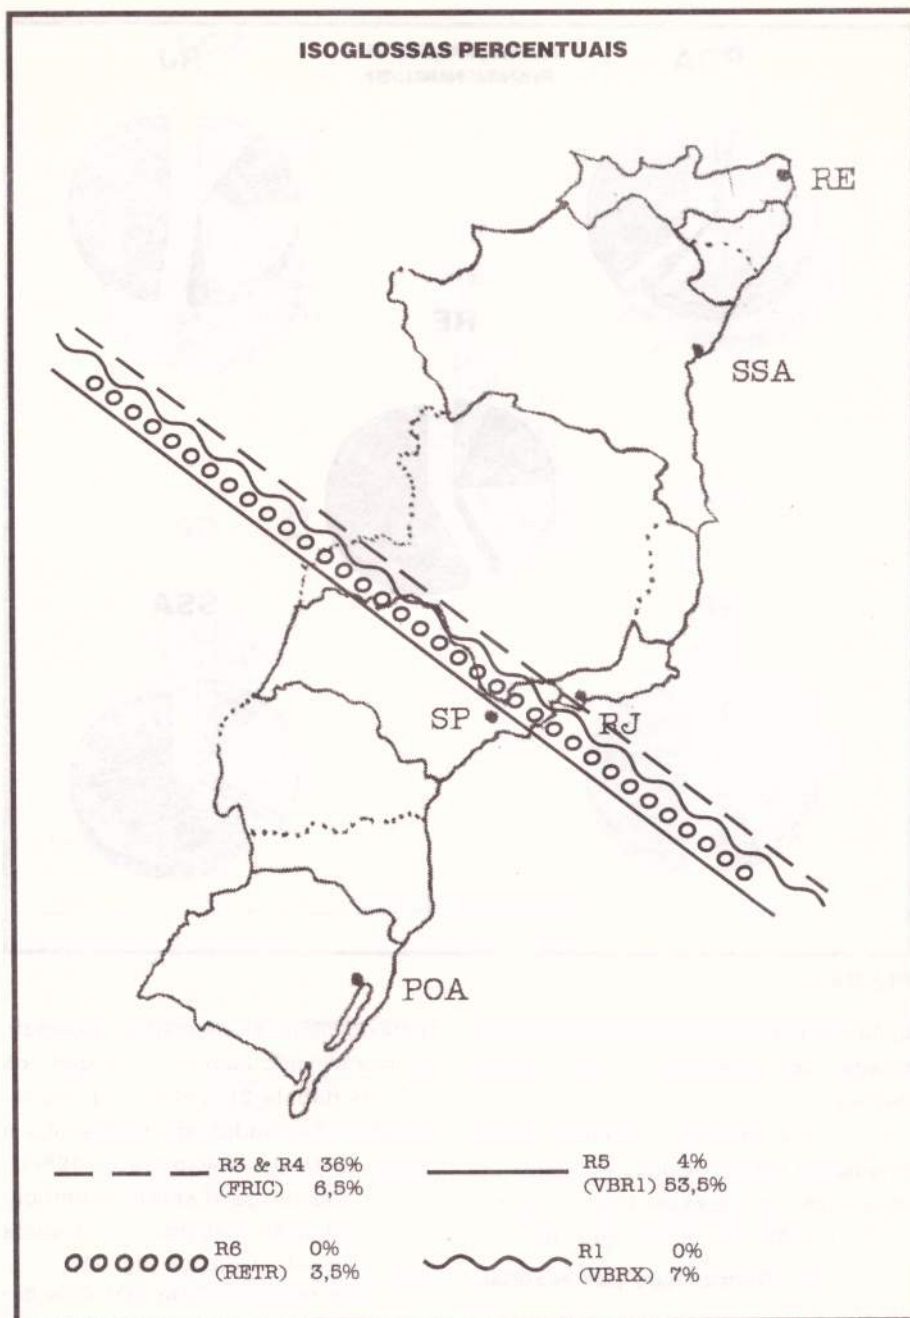 ISOGLOSSAS PERCENTUAIS
RE
SSA
SP
RJ
POA
R3 & R4 36%
(FRIC) 6,5%
R5 4%
(VBR1) 53,5%
R6 0%
(RETR) 3,5%
R1 0%
(VBRX) 7%